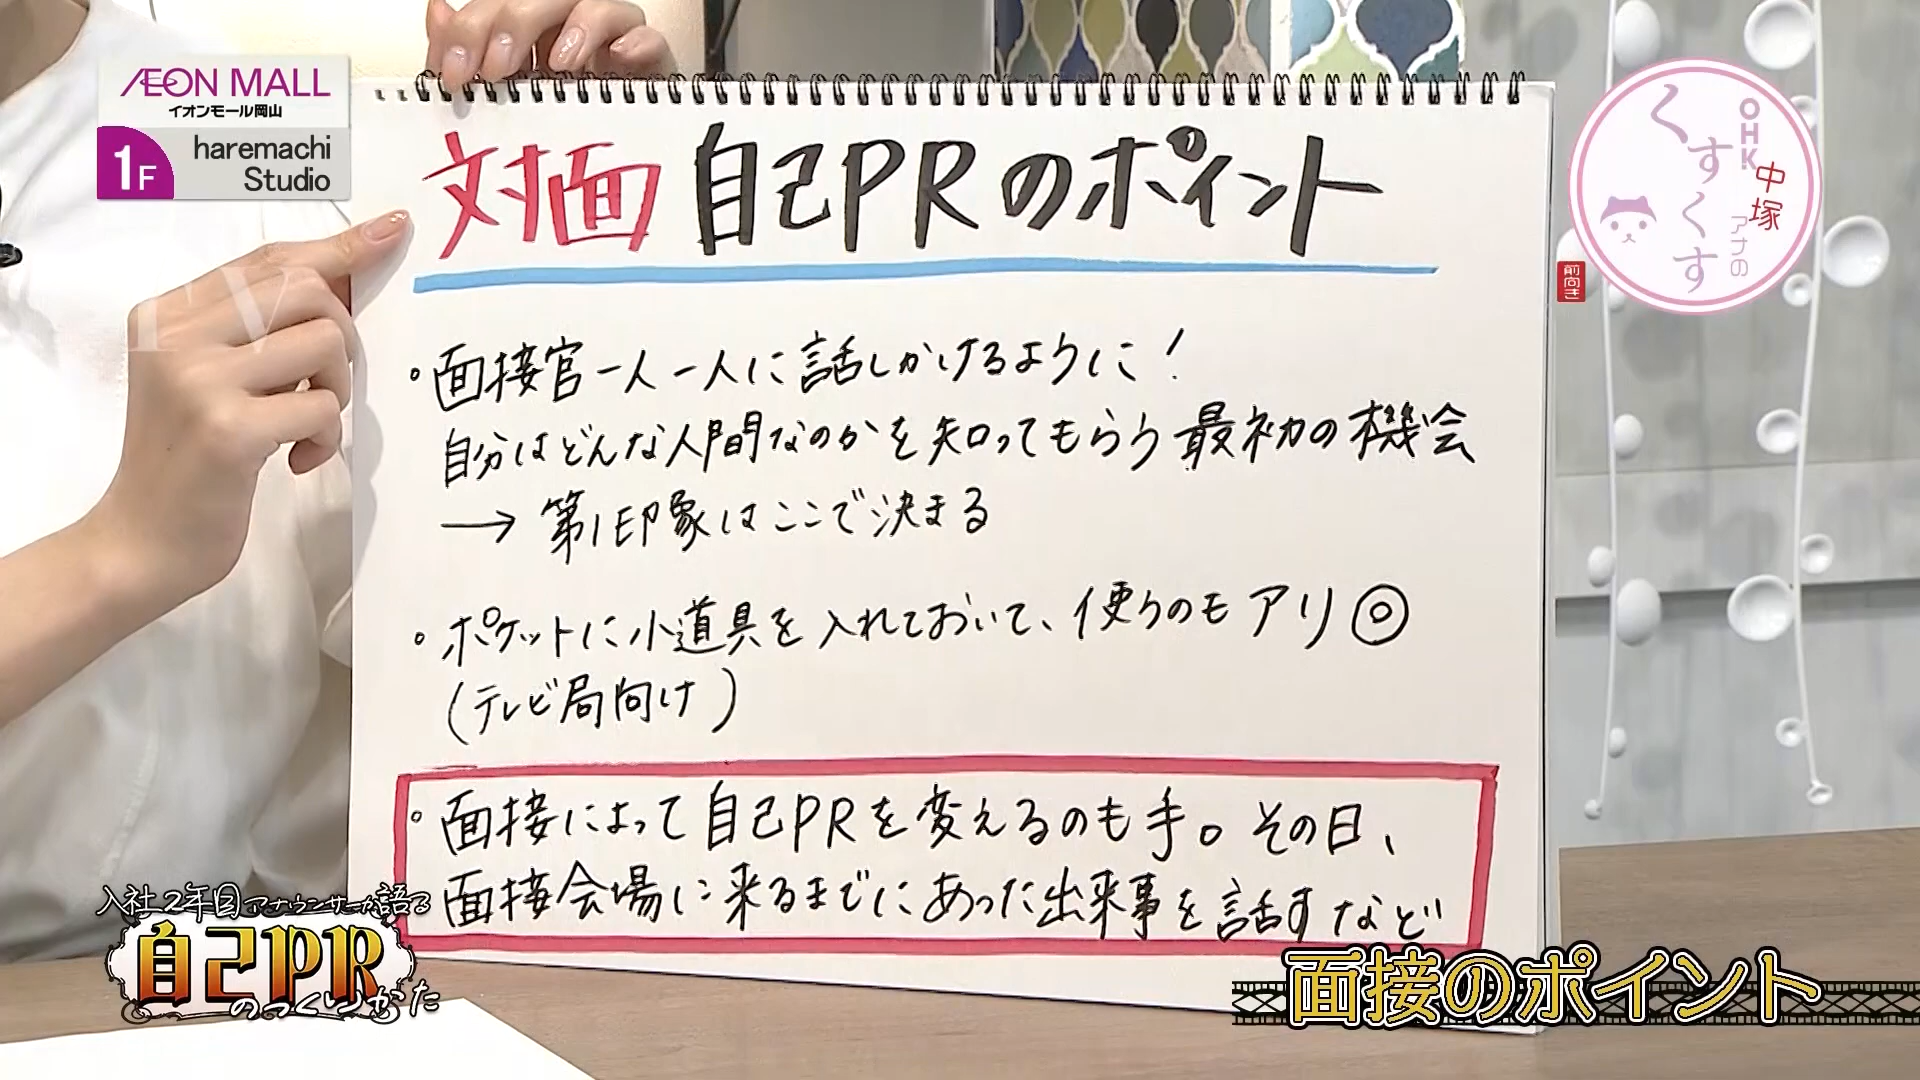 ÆON MALL
イオンモール岡山
1F
haremachi
Studio
TV
OHK
中塚
アナの
くすくす
前向き
対面 自己PRのポイント
・面接官一人一人に話しかけるように!
自分はどんな人間なのかを知ってもらう最初の機会
→ 第1印象はここで決まる
・ポケットに小道具を入れておいて、使うのもアリ◎
(テレビ局向け)
・面接によって自己PRを変えるのも手。その日、
面接会場に来るまでにあった出来事を話すなど
入社2年目アナウンサーが語る
自己PR
のつくりかた
面接のポイント